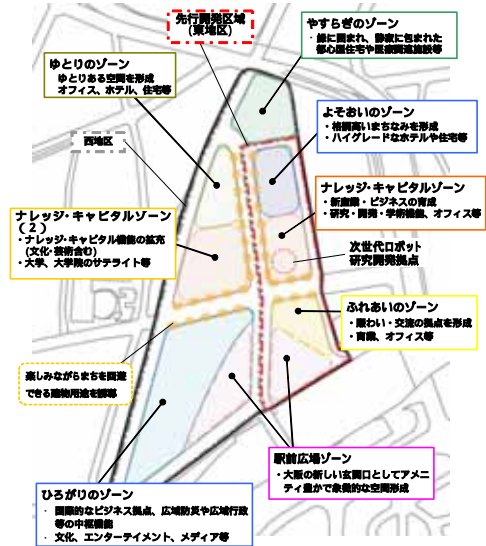 先行開発区域
(東地区)
やすらぎのゾーン
・緑に囲まれ、静寂に包まれた
都心居住宅や医療関連施設等
ゆとりのゾーン
ゆとりある空間を形成
オフィス、ホテル、住宅等
西地区
よそおいのゾーン
・格調高いまちなみを形成
・ハイグレードなホテルや住宅等
ナレッジ・キャピタルゾーン
・新産業・ビジネスの育成
・研究・開発・学術機能、オフィス等
ナレッジ・キャピタルゾーン
(2)
・ナレッジ・キャピタル機能の拡充
(文化・芸術含む)
・大学、大学院のサテライト等
次世代ロボット
研究開発拠点
ふれあいのゾーン
・賑わい・交流の拠点を形成
・商業、オフィス等
楽しみながらまちを回遊
できる建物用途を誘導
駅前広場ゾーン
・大阪の新しい玄関口としてアメニ
ティ豊かで象徴的な空間形成
ひろがりのゾーン
・国際的なビジネス拠点、広域防災や広域行政
等の中枢機能
・文化、エンターテイメント、メディア等